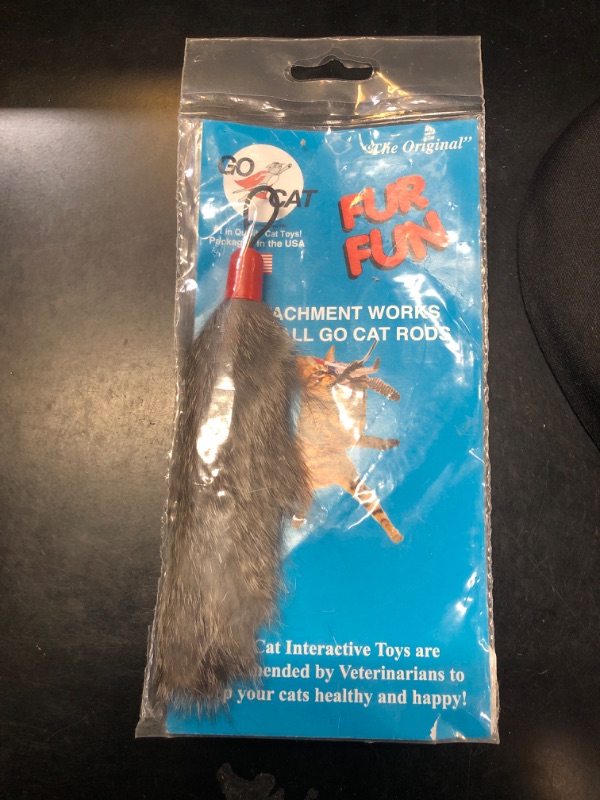 "The Original"
GO
CAT
#1 in Qu Cat Toys!
Packag in the USA
FUR
FUN
ACHMENT WORKS
ALL GO CAT RODS
Cat Interactive Toys are
ended by Veterinarians to
p your cats healthy and happy!